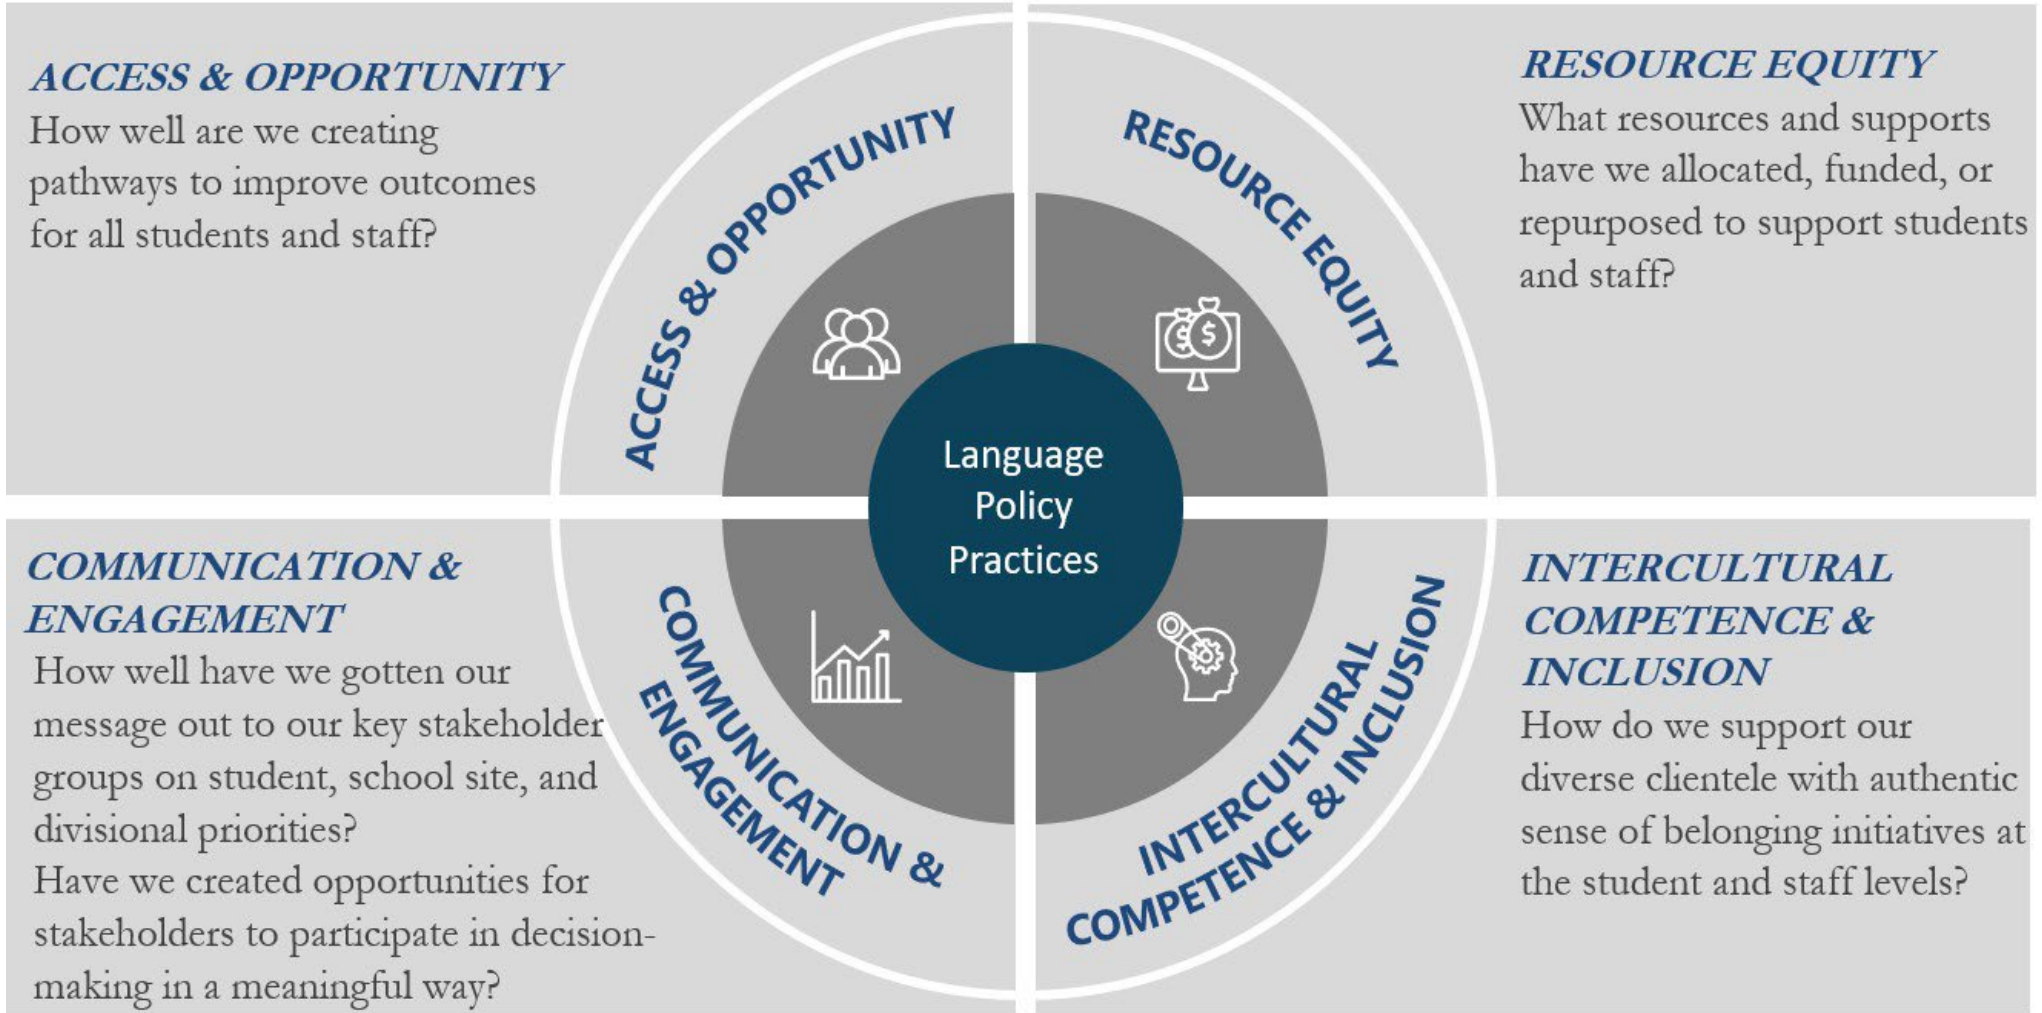 ACCESS & OPPORTUNITY
How well are we creating
pathways to improve outcomes
for all students and staff?
RESOURCE EQUITY
What resources and supports
have we allocated, funded, or
repurposed to support students
and staff?
ACCESS & OPPORTUNITY
RESOURCE EQUITY
$ $
Language
Policy
Practices
COMMUNICATION &
ENGAGEMENT
How well have we gotten our
message out to our key stakeholder
groups on student, school site, and
divisional priorities?
Have we created opportunities for
stakeholders to participate in decision-
making in a meaningful way?
COMMUNICATION &
ENGAGEMENT
INTERCULTURAL
COMPETENCE & INCLUSION
INTERCULTURAL
COMPETENCE &
INCLUSION
How do we support our
diverse clientele with authentic
sense of belonging initiatives at
the student and staff levels?